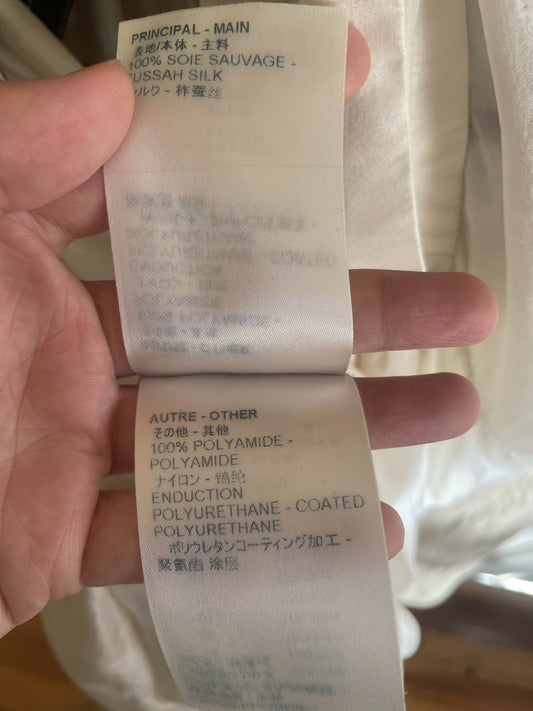 PRINCIPAL - MAIN
表地/本体 - 主料
100% SOIE SAUVAGE -
TUSSAH SILK
シルク - 柞蚕丝
AUTRE - OTHER
その他 - 其他
100% POLYAMIDE -
POLYAMIDE
ナイロン - 锦纶
ENDUCTION
POLYURETHANE - COATED
POLYURETHANE
ポリウレタンコーティング加工 -
聚氨酯 涂层